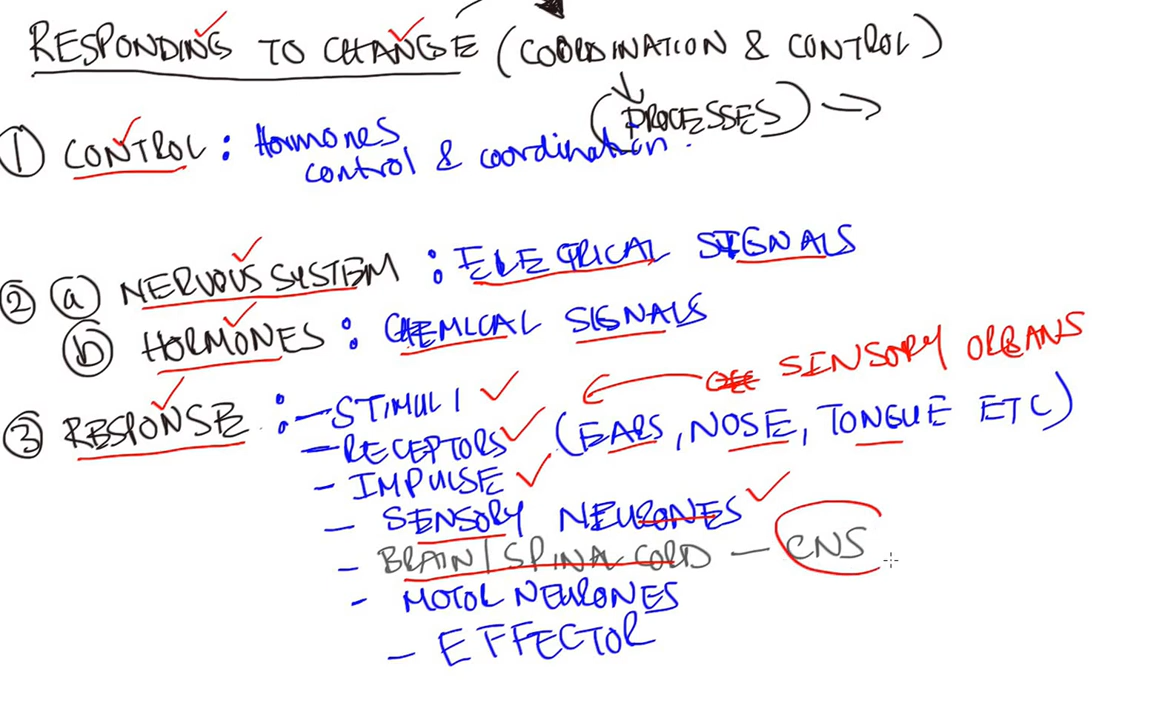 RESPONDING TO CHANGE (COORDINATION & CONTROL)
(PROCESSES) →
① CONTROL : Hormones
control & coordination.
② ⓐ NERVOUS SYSTEM : ELECTRICAL SIGNALS
ⓑ HORMONES : CHEMICAL SIGNALS
SENSORY ORGANS
③ RESPONSE : - STIMULI
- RECEPTORS (EARS, NOSE, TONGUE ETC)
- IMPULSE
- SENSORY NEURONES
- BRAIN / SPINAL CORD - CNS
- MOTOR NEURONES
- EFFECTOR